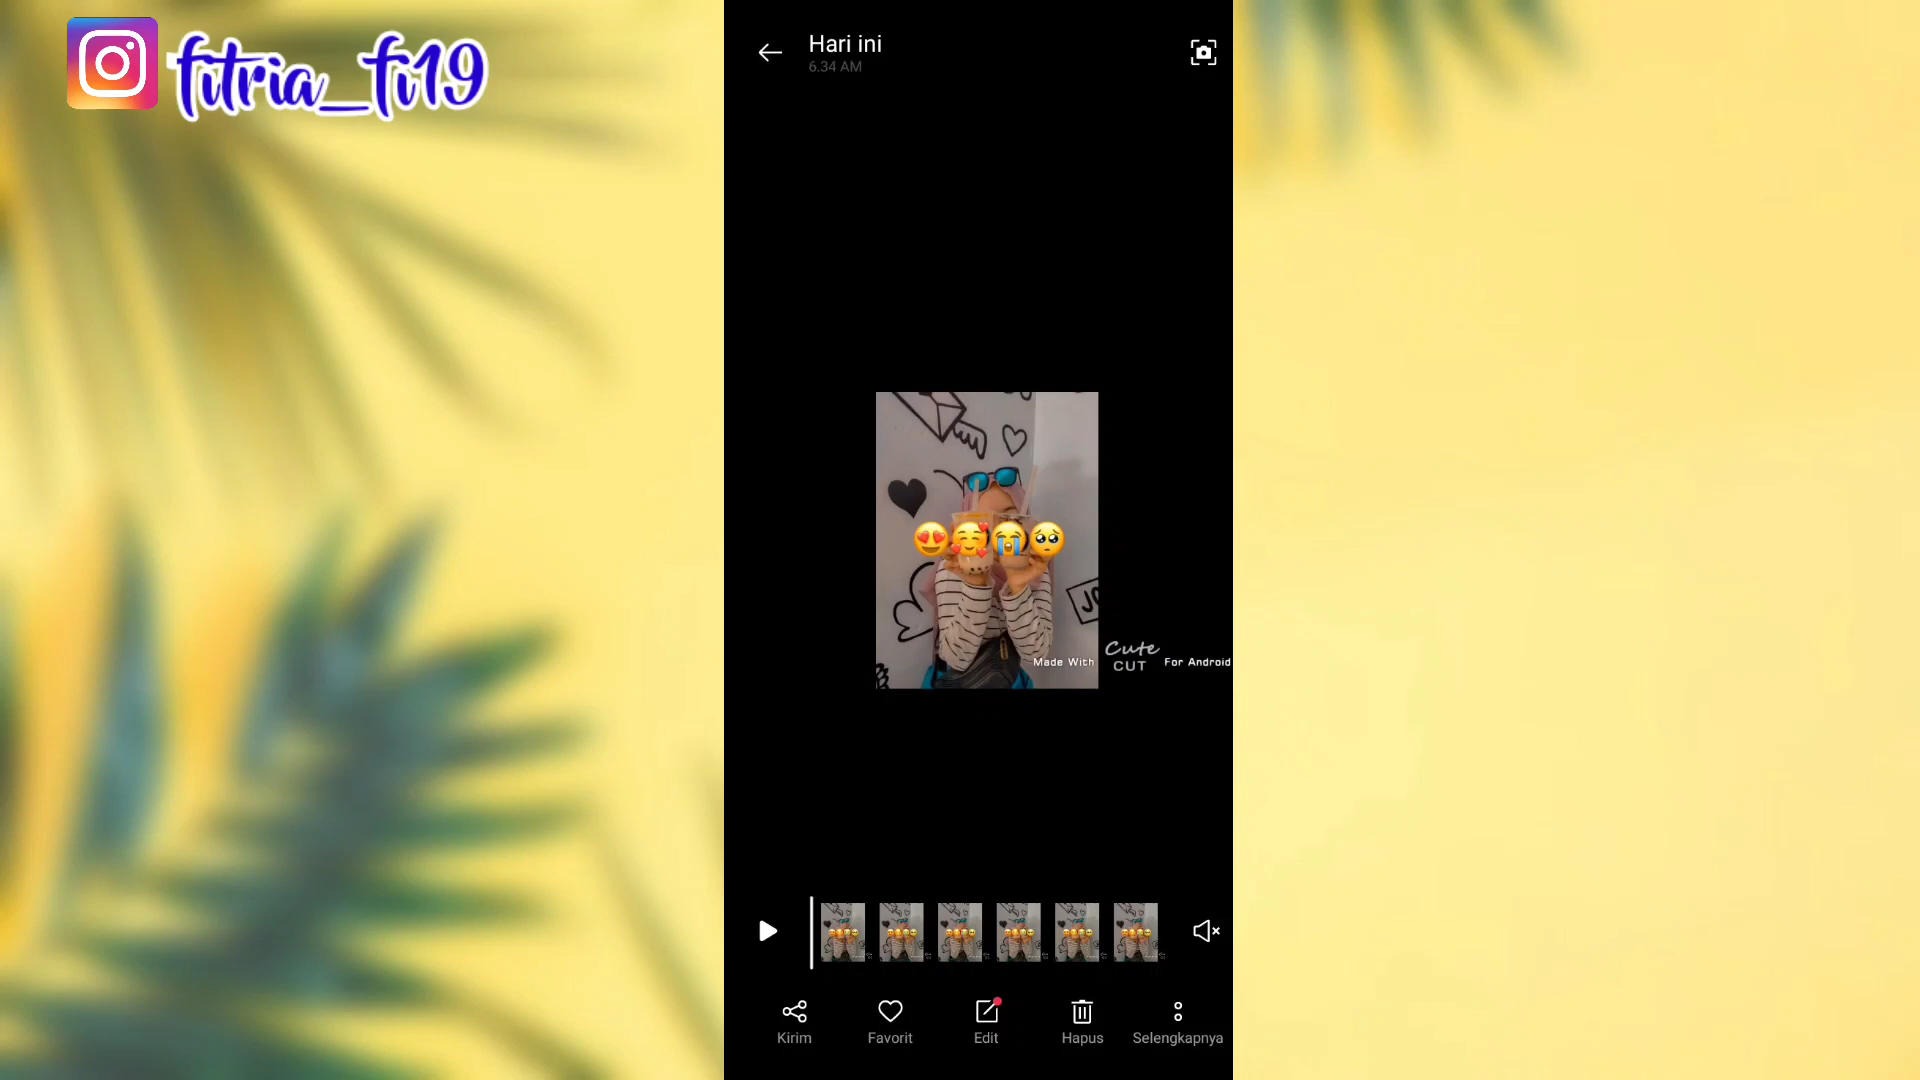 fitria_fi19
Hari ini
6.34 AM
Made With Cute CUT For Android
Kirim
Favorit
Edit
Hapus
Selengkapnya